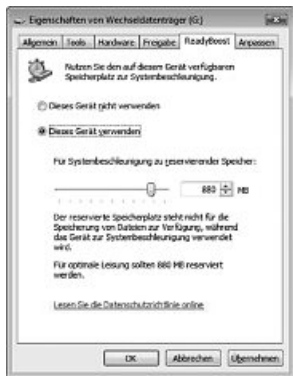 Eigenschaften von Wechseldatenträger (G:)
Allgemein Tools Hardware Freigabe ReadyBoost Anpassen
Nutzen Sie den auf diesem Gerät verfügbaren
Speicherplatz zur Systembeschleunigung.
Dieses Gerät nicht verwenden
Dieses Gerät verwenden
Für Systembeschleunigung zu reservierender Speicher:
880 MB
Der reservierte Speicherplatz steht nicht für die
Speicherung von Dateien zur Verfügung, während
das Gerät zur Systembeschleunigung verwendet
wird.
Für optimale Leisung sollten 880 MB reserviert
werden.
Lesen Sie die Datenschutzrichtlinie online
OK Abbrechen Übernehmen